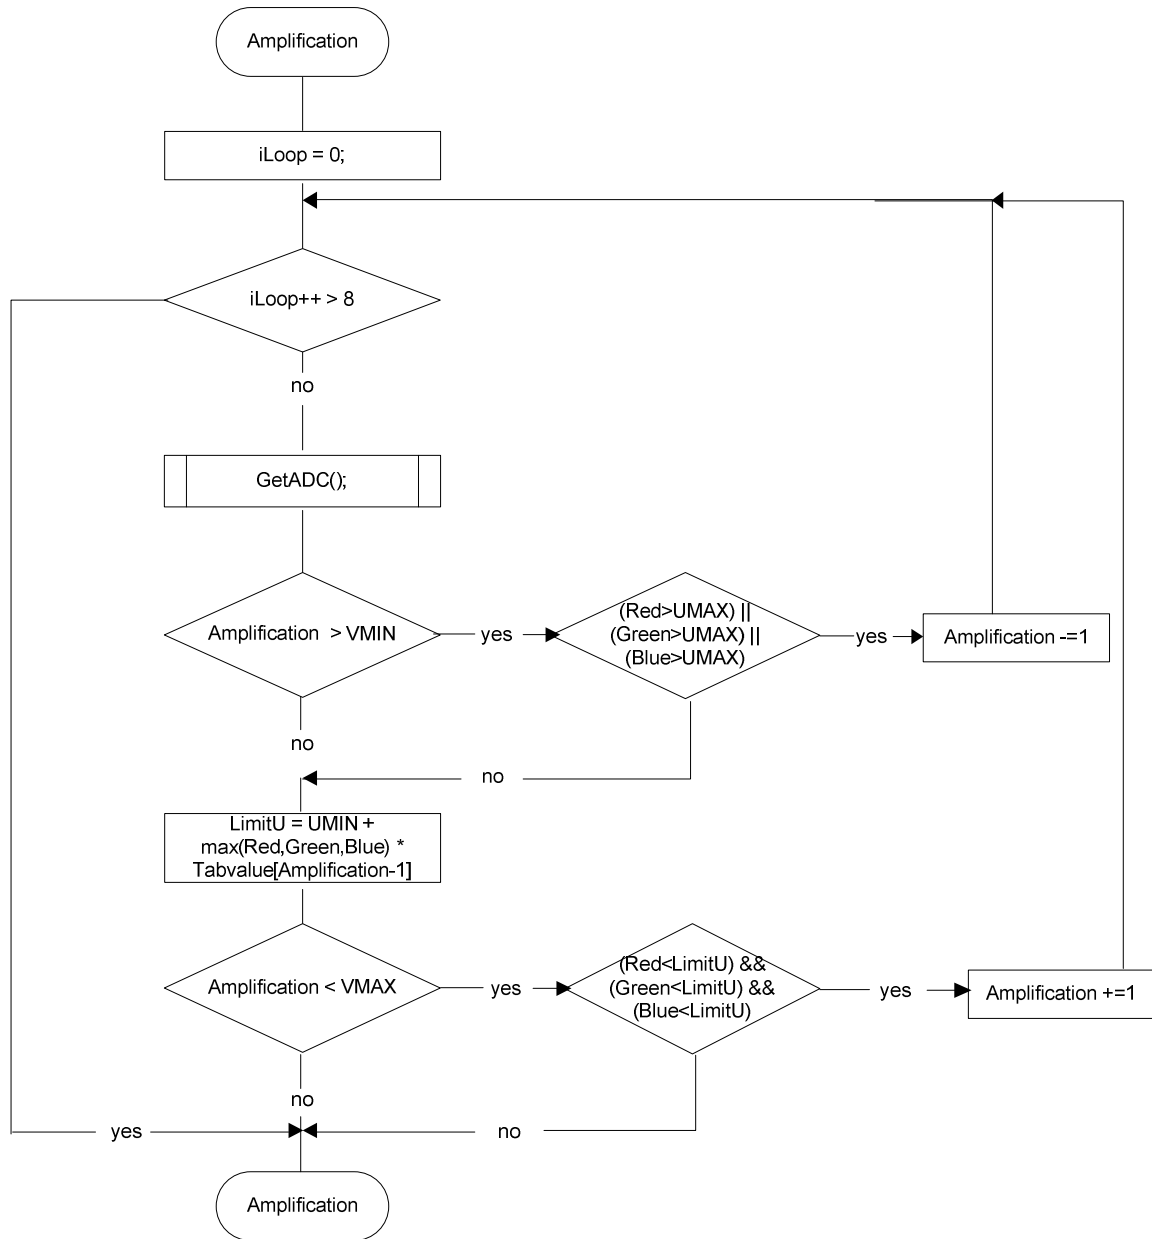 Amplification
iLoop = 0;
iLoop++ > 8
no
GetADC();
Amplification > VMIN
yes
(Red>UMAX) ||
(Green>UMAX) ||
(Blue>UMAX)
yes
Amplification -=1
no
no
LimitU = UMIN +
max(Red,Green,Blue) *
Tabvalue[Amplification-1]
Amplification < VMAX
yes
(Red<LimitU) &&
(Green<LimitU) &&
(Blue<LimitU)
yes
Amplification +=1
no
yes
no
Amplification